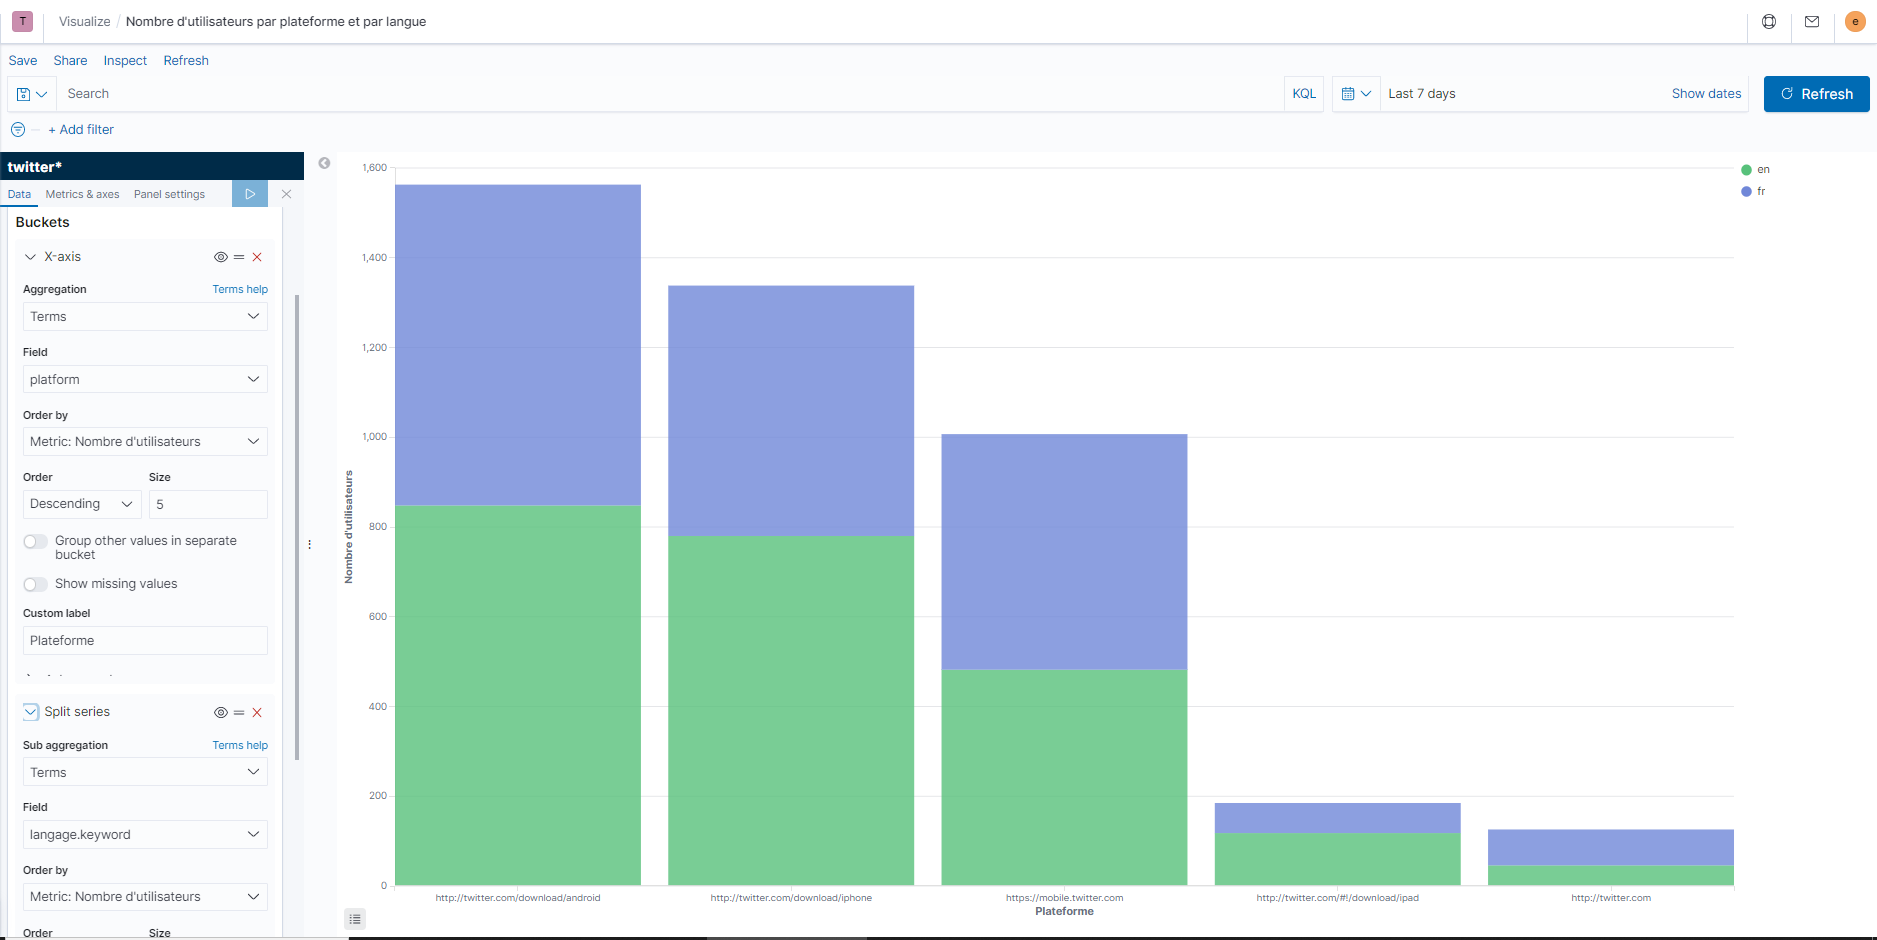 T
Visualize / Nombre d'utilisateurs par plateforme et par langue
e
Save Share Inspect Refresh
Search
KQL
Last 7 days
Show dates
Refresh
+ Add filter
twitter*
Data Metrics & axes Panel settings
Buckets
X-axis
Aggregation Terms help
Terms
Field
platform
Order by
Metric: Nombre d'utilisateurs
Order Size
Descending 5
Group other values in separate
bucket
Show missing values
Custom label
Plateforme
Split series
Sub aggregation Terms help
Terms
Field
langage.keyword
Order by
Metric: Nombre d'utilisateurs
Order Size
Nombre d'utilisateurs
1,600
1,400
1,200
1,000
800
600
400
200
0
http://twitter.com/download/android
http://twitter.com/download/iphone
https://mobile.twitter.com
http://twitter.com/#!/download/ipad
http://twitter.com
Plateforme
en
fr